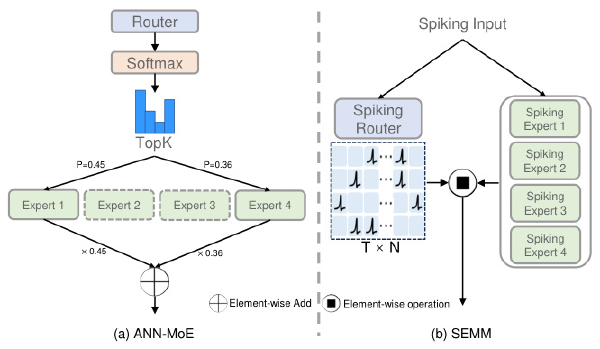 Router
Softmax
TopK
P=0.45 P=0.36
Expert 1 Expert 2 Expert 3 Expert 4
×0.45 ×0.36
Element-wise Add
(a) ANN-MoE
Spiking Input
Spiking
Router
Spiking
Expert 1
Spiking
Expert 2
Spiking
Expert 3
Spiking
Expert 4
T × N
Element-wise operation
(b) SEMM